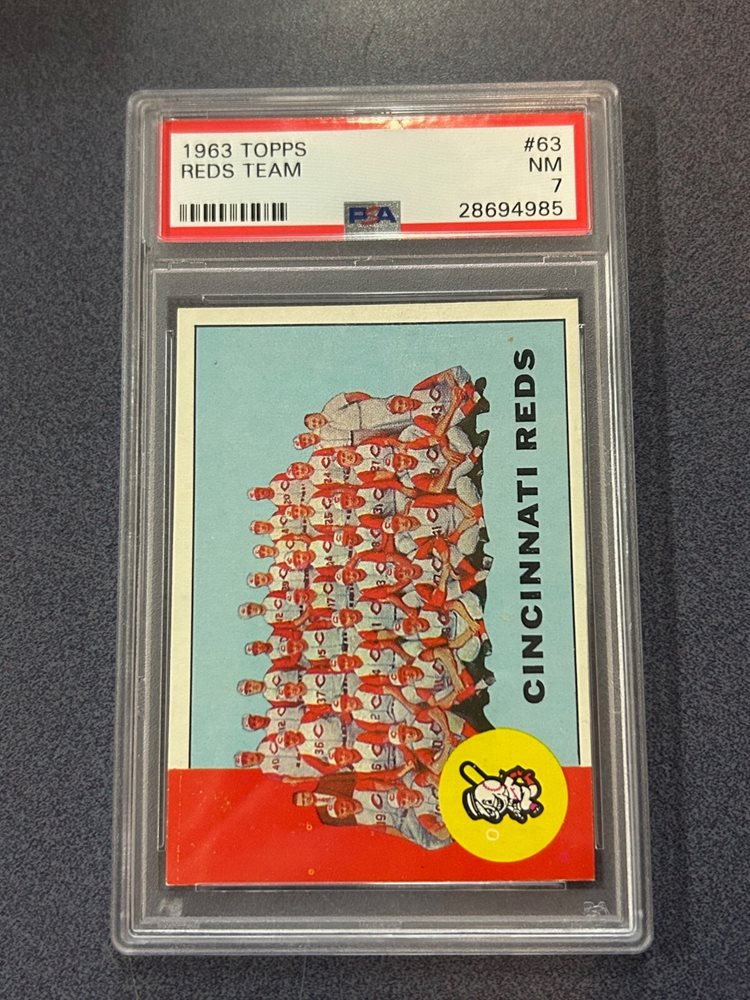 1963 TOPPS #63
REDS TEAM NM
7
PSA 28694985
CINCINNATI REDS